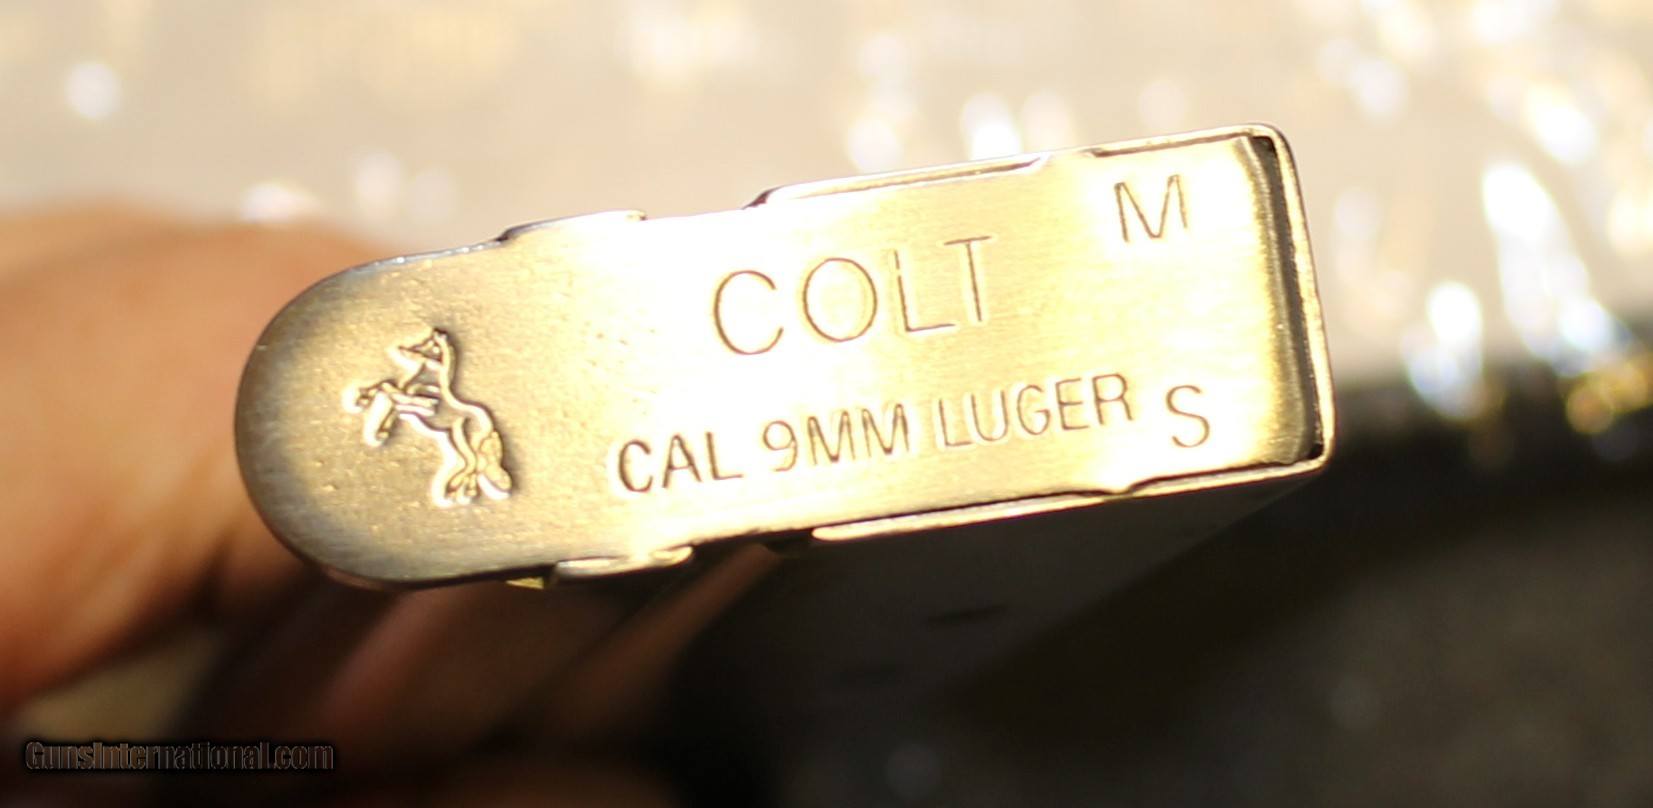 COLT M
CAL 9MM LUGER S
GunsInternational.com